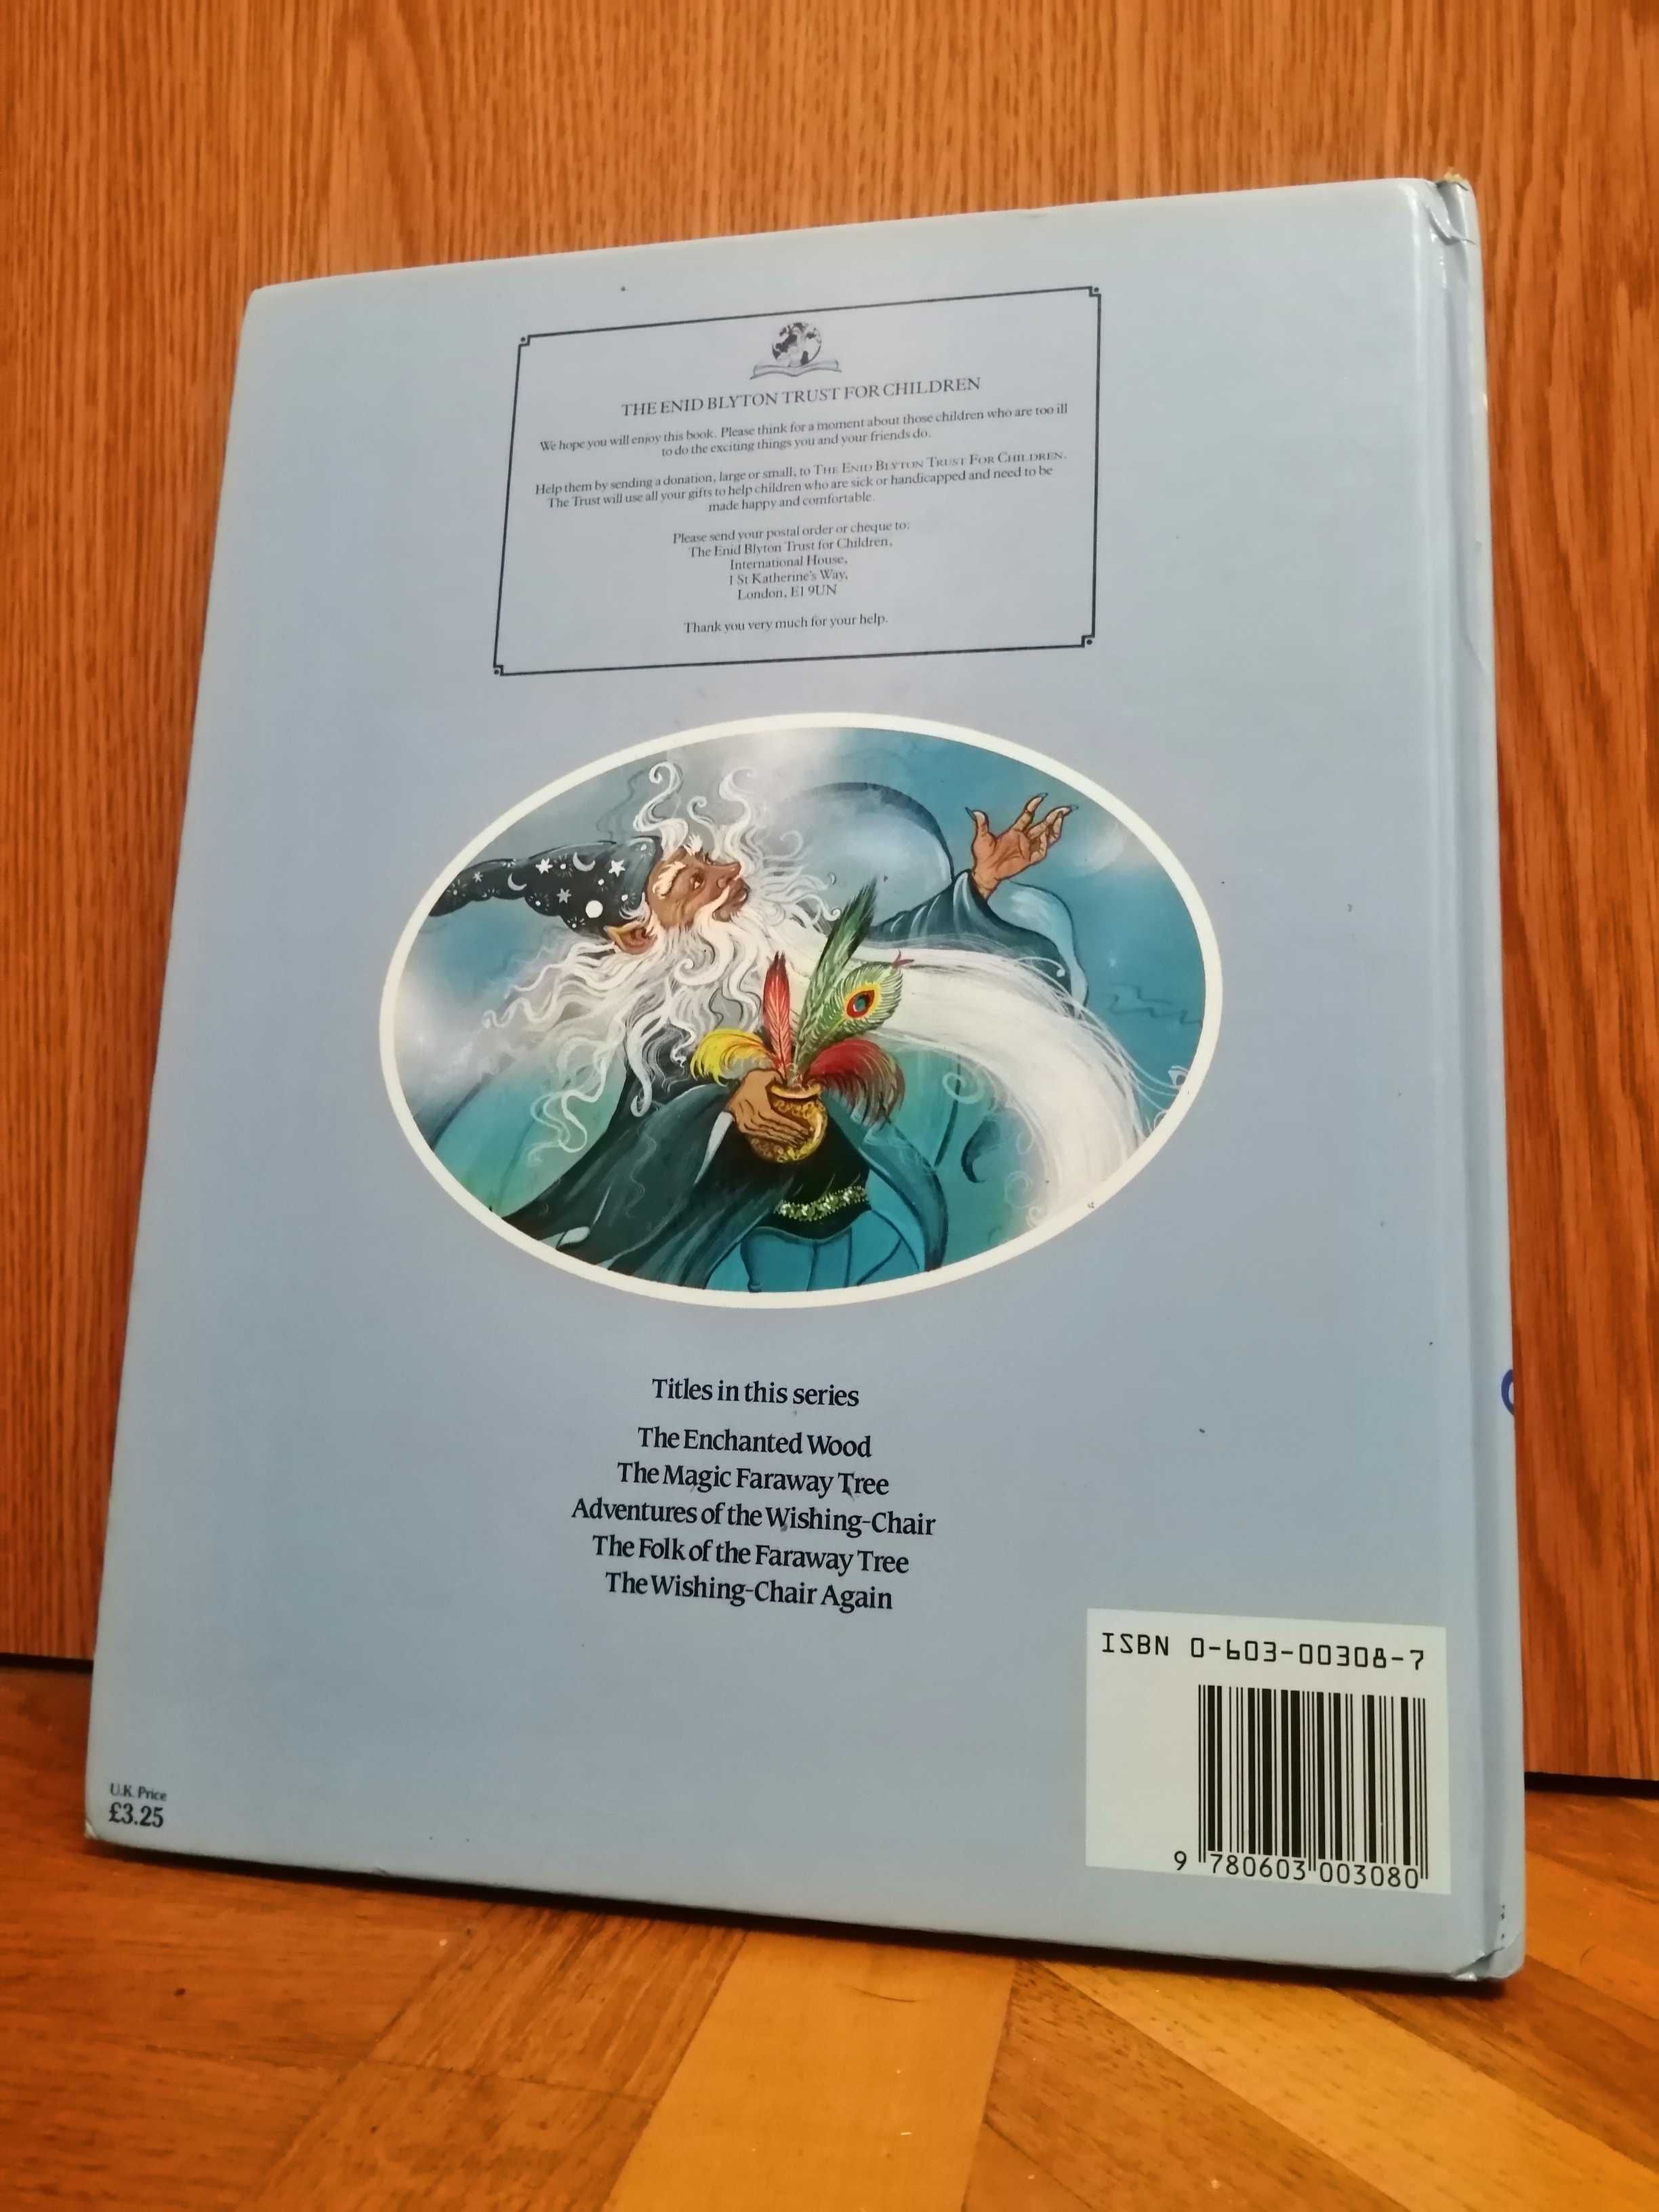 THE ENID BLYTON TRUST FOR CHILDREN
We hope you will enjoy this book. Please think for a moment about those children who are too ill
to do the exciting things you and your friends do.
Help them by sending a donation, large or small, to THE ENID BLYTON TRUST FOR CHILDREN.
The Trust will use all your gifts to help children who are sick or handicapped and need to be
made happy and comfortable.
Please send your postal order or cheque to:
The Enid Blyton Trust for Children,
International House,
1 St Katherine's Way,
London, E1 9UN
Thank you very much for your help.
Titles in this series
The Enchanted Wood
The Magic Faraway Tree
Adventures of the Wishing-Chair
The Folk of the Faraway Tree
The Wishing-Chair Again
ISBN 0-603-00308-7
9 780603 003080
U.K. Price
£3.25